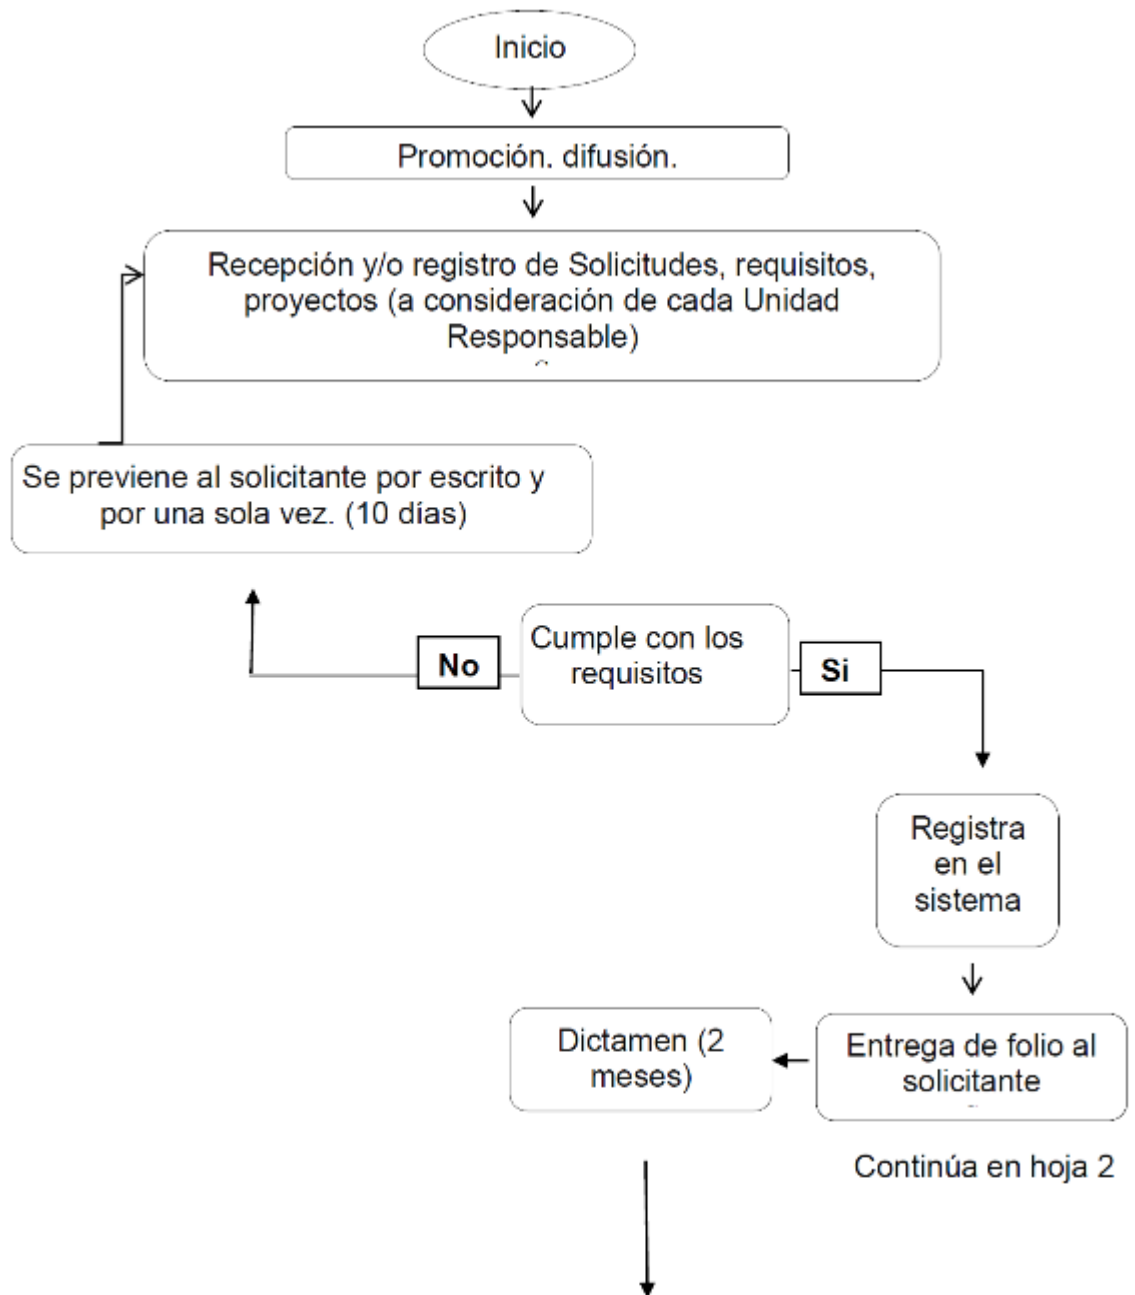 Inicio
Promoción. difusión.
Recepción y/o registro de Solicitudes, requisitos,
proyectos (a consideración de cada Unidad
Responsable)
Se previene al solicitante por escrito y
por una sola vez. (10 días)
No
Cumple con los
requisitos
Si
Registra
en el
sistema
Dictamen (2
meses)
Entrega de folio al
solicitante
Continúa en hoja 2